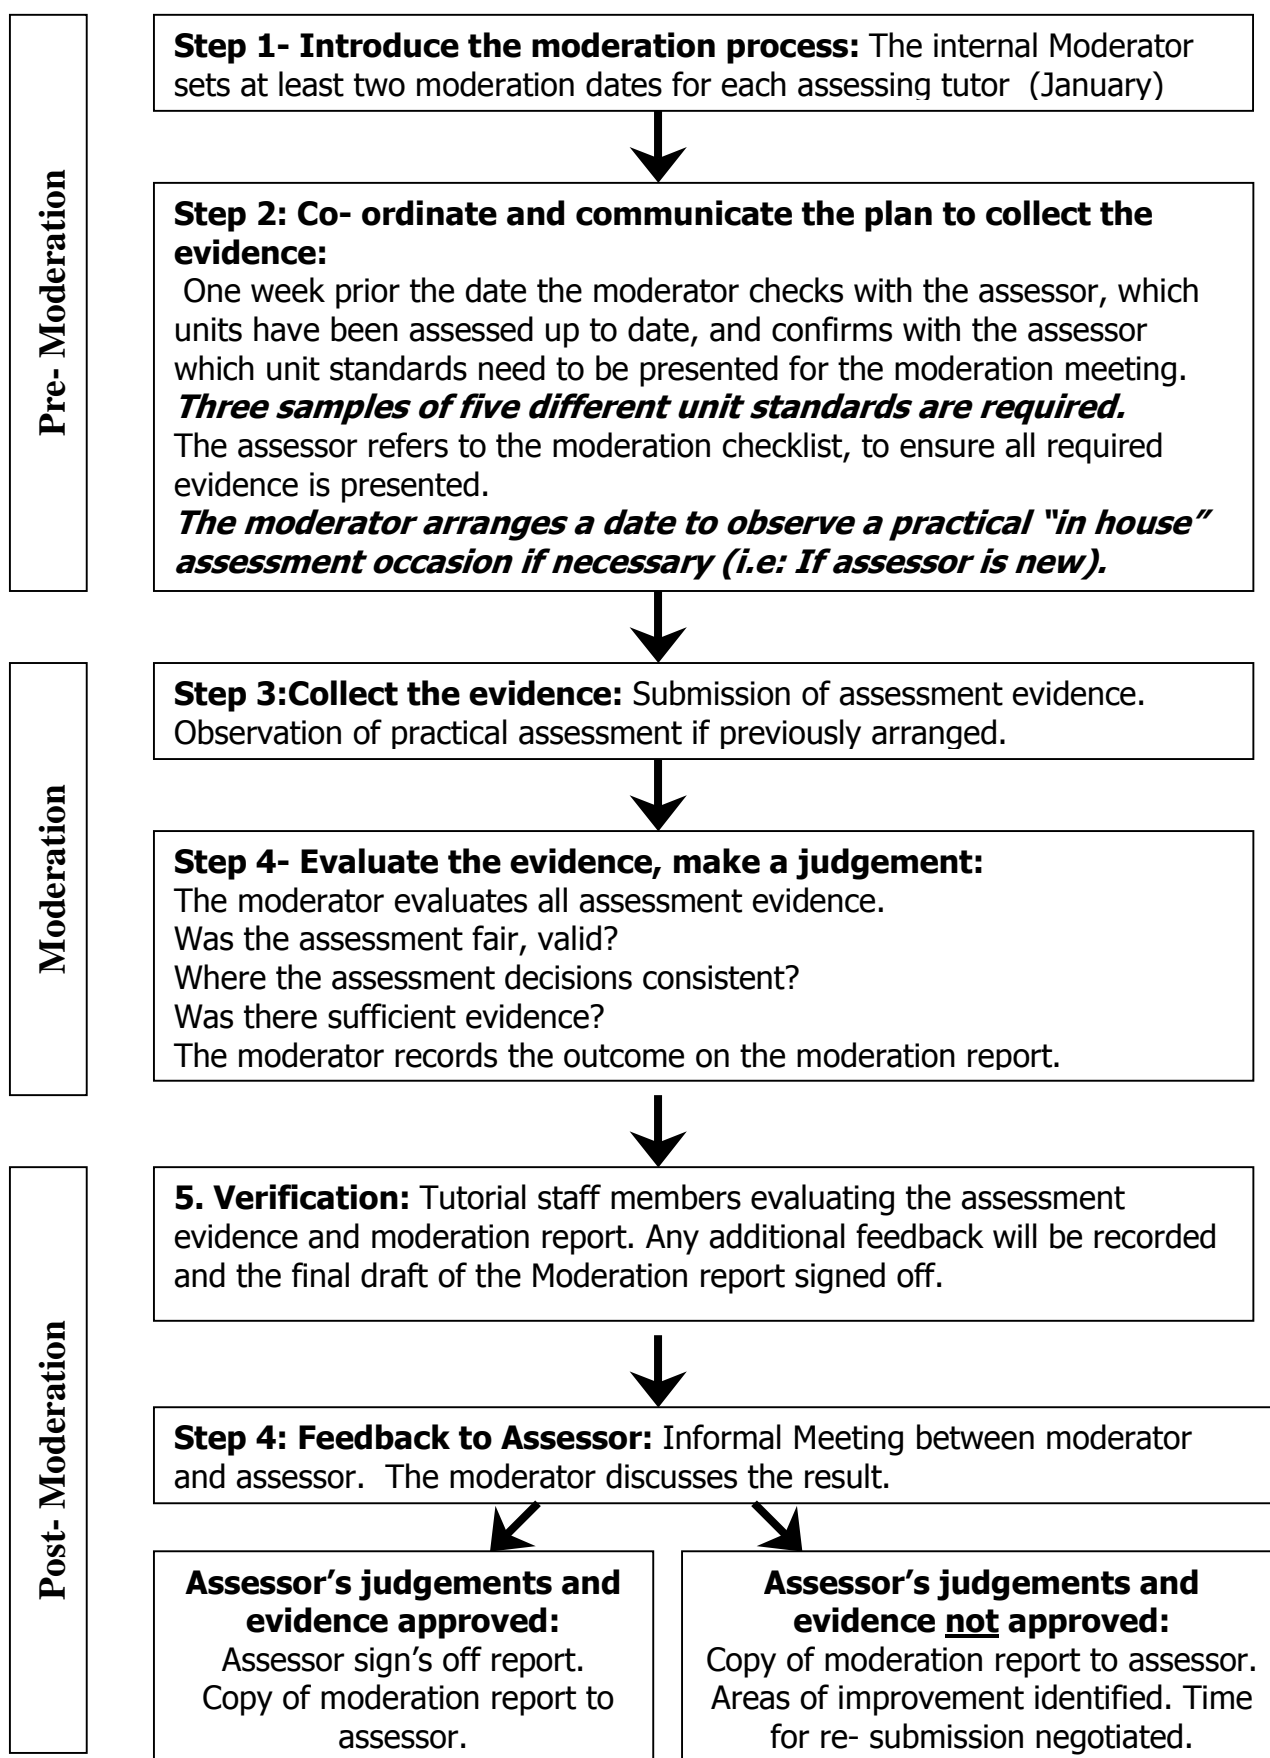 Pre- Moderation
Step 1- Introduce the moderation process: The internal Moderator
sets at least two moderation dates for each assessing tutor  (January)
Step 2: Co- ordinate and communicate the plan to collect the
evidence:
One week prior the date the moderator checks with the assessor, which
units have been assessed up to date, and confirms with the assessor
which unit standards need to be presented for the moderation meeting.
Three samples of five different unit standards are required.
The assessor refers to the moderation checklist, to ensure all required
evidence is presented.
The moderator arranges a date to observe a practical “in house”
assessment occasion if necessary (i.e: If assessor is new).
Moderation
Step 3:Collect the evidence: Submission of assessment evidence.
Observation of practical assessment if previously arranged.
Step 4- Evaluate the evidence, make a judgement:
The moderator evaluates all assessment evidence.
Was the assessment fair, valid?
Where the assessment decisions consistent?
Was there sufficient evidence?
The moderator records the outcome on the moderation report.
Post- Moderation
5. Verification: Tutorial staff members evaluating the assessment
evidence and moderation report. Any additional feedback will be recorded
and the final draft of the Moderation report signed off.
Step 4: Feedback to Assessor: Informal Meeting between moderator
and assessor.  The moderator discusses the result.
Assessor’s judgements and
evidence approved:
Assessor sign’s off report.
Copy of moderation report to
assessor.
Assessor’s judgements and
evidence not approved:
Copy of moderation report to assessor.
Areas of improvement identified. Time
for re- submission negotiated.